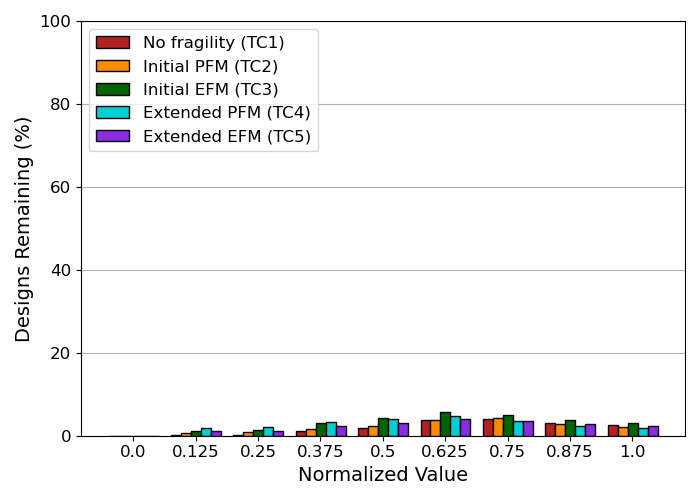 100
80
60
40
20
0
Designs Remaining (%)
No fragility (TC1)
Initial PFM (TC2)
Initial EFM (TC3)
Extended PFM (TC4)
Extended EFM (TC5)
0.0 0.125 0.25 0.375 0.5 0.625 0.75 0.875 1.0
Normalized Value